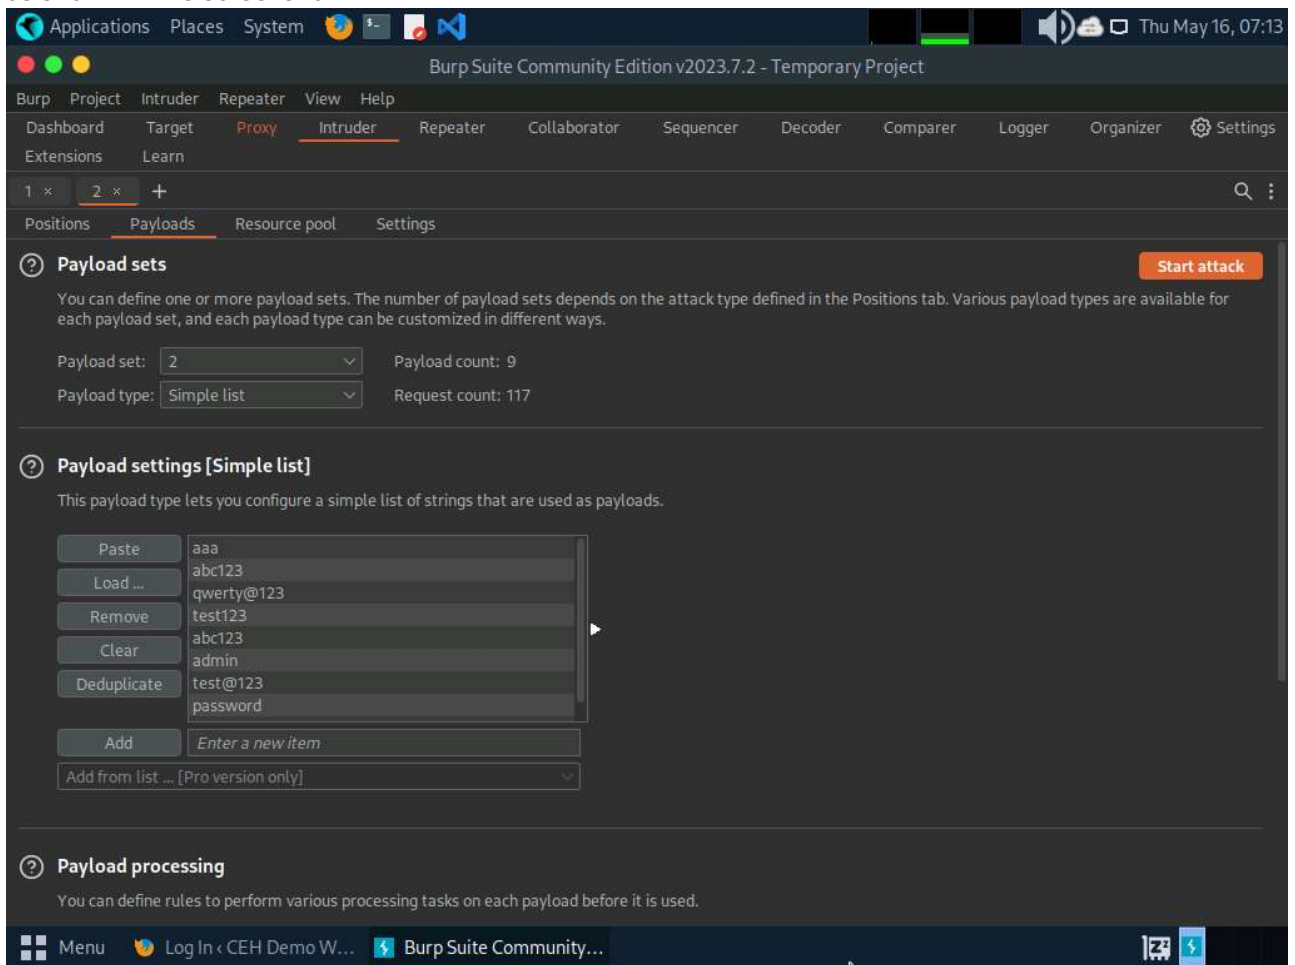 Applications Places System Thu May 16, 07:13
Burp Suite Community Edition v2023.7.2 - Temporary Project
Burp Project Intruder Repeater View Help
Dashboard Target Proxy Intruder Repeater Collaborator Sequencer Decoder Comparer Logger Organizer Settings
Extensions Learn
1 × 2 × +
Positions Payloads Resource pool Settings
? Payload sets Start attack
You can define one or more payload sets. The number of payload sets depends on the attack type defined in the Positions tab. Various payload types are available for
each payload set, and each payload type can be customized in different ways.
Payload set: 2 Payload count: 9
Payload type: Simple list Request count: 117
? Payload settings [Simple list]
This payload type lets you configure a simple list of strings that are used as payloads.
Paste
Load ...
Remove
Clear
Deduplicate
aaa
abc123
qwerty@123
test123
abc123
admin
test@123
password
Add Enter a new item
Add from list ... [Pro version only]
? Payload processing
You can define rules to perform various processing tasks on each payload before it is used.
Menu Log In ‹ CEH Demo W... Burp Suite Community...